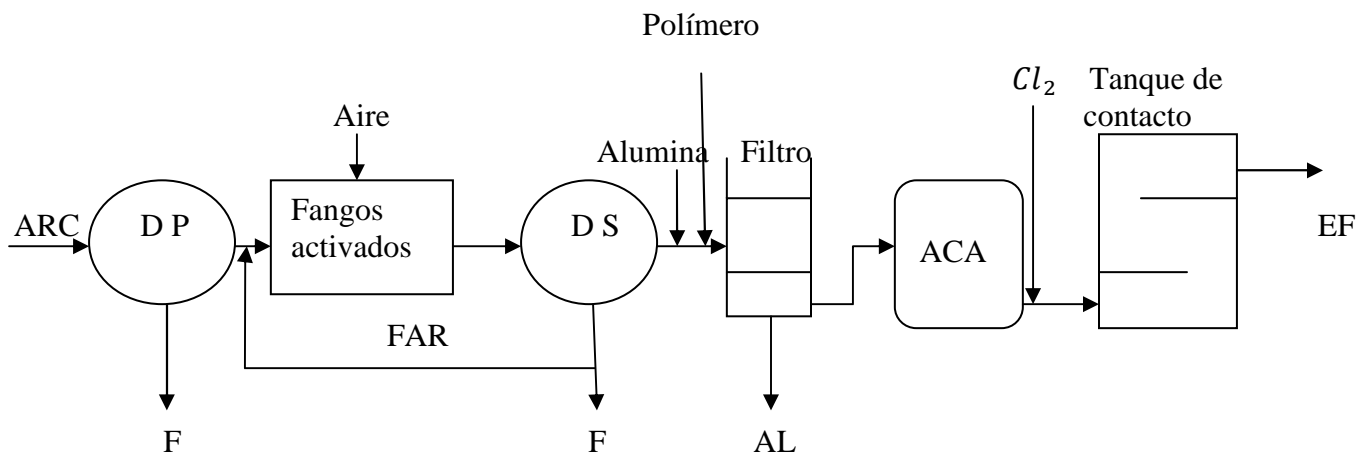 Polímero
Aire
Alumina
Filtro
Cl₂
Tanque de
contacto
ARC
D P
Fangos
activados
D S
ACA
EF
FAR
F
F
AL